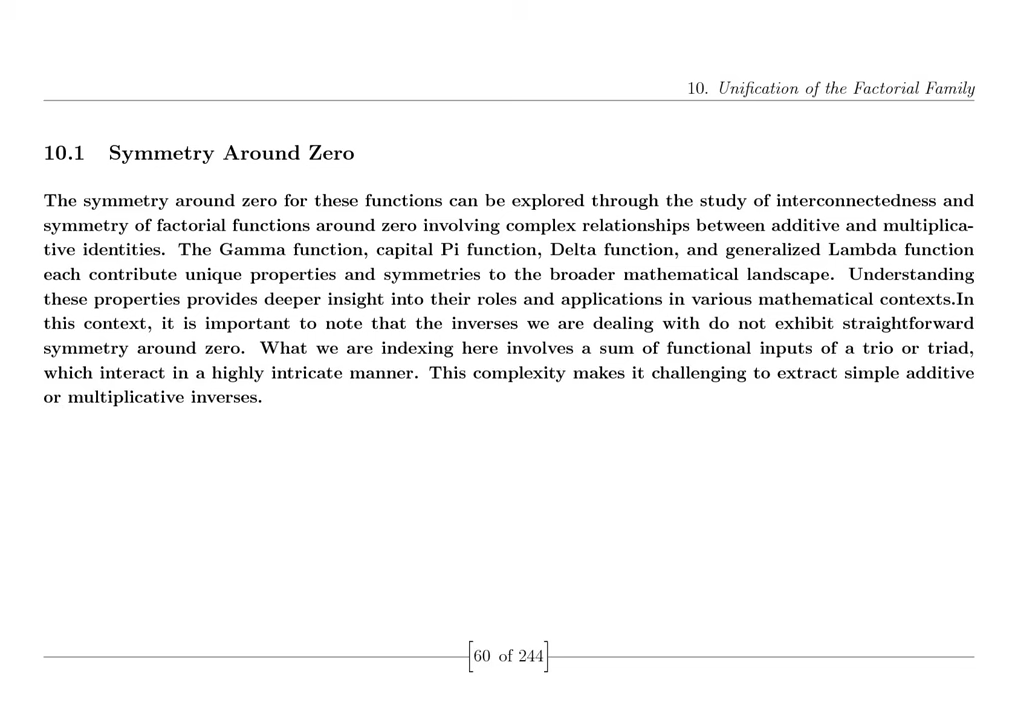 10. Unification of the Factorial Family
10.1 Symmetry Around Zero
The symmetry around zero for these functions can be explored through the study of interconnectedness and
symmetry of factorial functions around zero involving complex relationships between additive and multiplica-
tive identities. The Gamma function, capital Pi function, Delta function, and generalized Lambda function
each contribute unique properties and symmetries to the broader mathematical landscape. Understanding
these properties provides deeper insight into their roles and applications in various mathematical contexts.In
this context, it is important to note that the inverses we are dealing with do not exhibit straightforward
symmetry around zero. What we are indexing here involves a sum of functional inputs of a trio or triad,
which interact in a highly intricate manner. This complexity makes it challenging to extract simple additive
or multiplicative inverses.
[60 of 244]